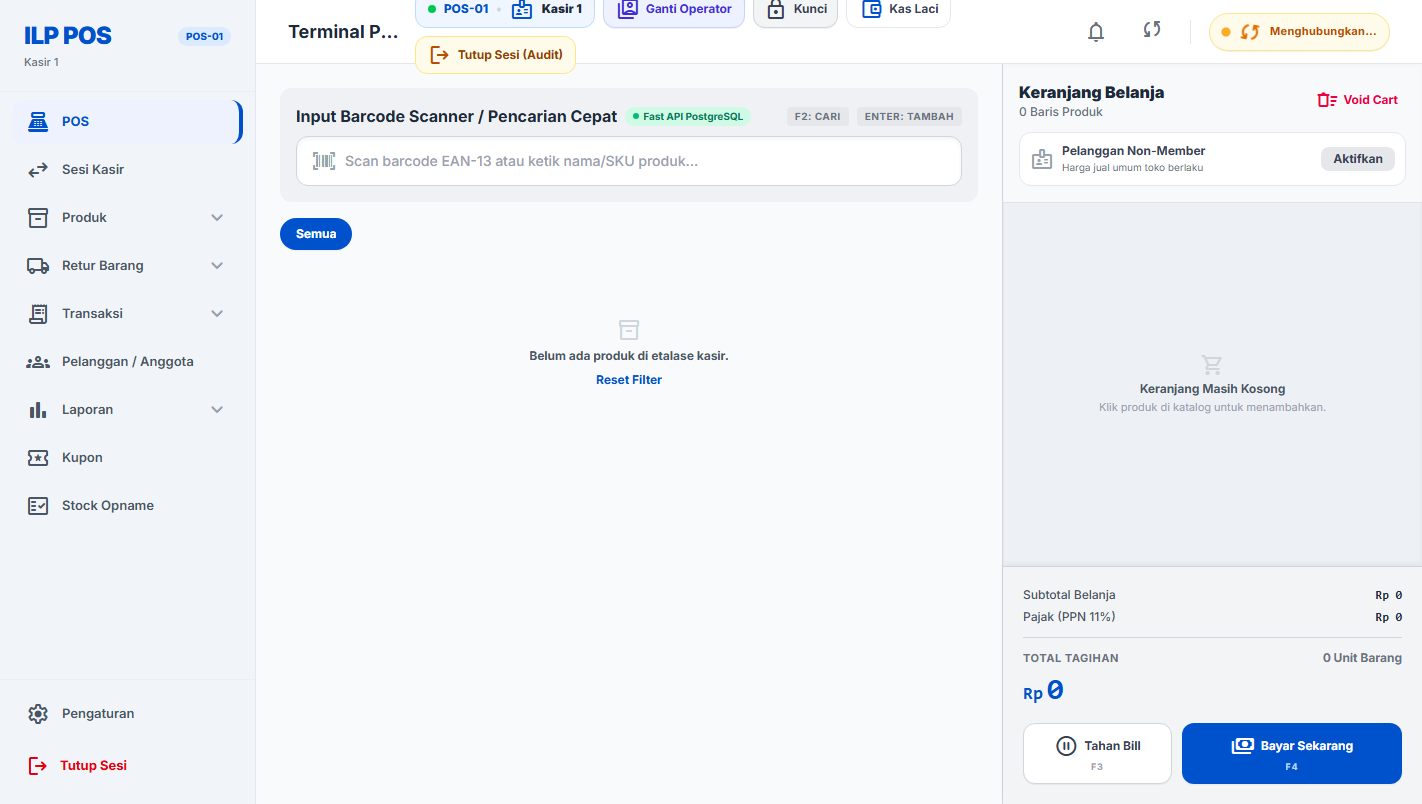 ILP POS
POS-01
Kasir 1
POS
Sesi Kasir
Produk
Retur Barang
Transaksi
Pelanggan / Anggota
Laporan
Kupon
Stock Opname
Pengaturan
Tutup Sesi
Terminal P...
POS-01 • Kasir 1
Ganti Operator
Kunci
Kas Laci
Tutup Sesi (Audit)
Menghubungkan...
Input Barcode Scanner / Pencarian Cepat
Fast API PostgreSQL
F2: CARI
ENTER: TAMBAH
Scan barcode EAN-13 atau ketik nama/SKU produk...
Semua
Belum ada produk di etalase kasir.
Reset Filter
Keranjang Belanja
0 Baris Produk
Void Cart
Pelanggan Non-Member
Harga jual umum toko berlaku
Aktifkan
Keranjang Masih Kosong
Klik produk di katalog untuk menambahkan.
Subtotal Belanja Rp 0
Pajak (PPN 11%) Rp 0
TOTAL TAGIHAN 0 Unit Barang
Rp 0
Tahan Bill
F3
Bayar Sekarang
F4